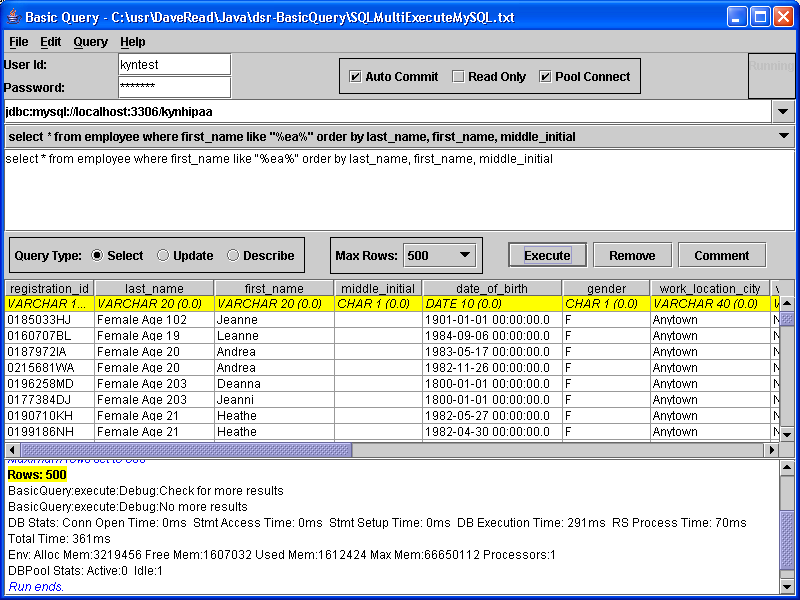 Basic Query - C:\usr\DaveRead\Java\dsr-BasicQuery\SQLMultiExecuteMySQL.txt
File Edit Query Help
User Id: kyntest
Password: *******
Auto Commit Read Only Pool Connect
Running
jdbc:mysql://localhost:3306/kynhipaa
select * from employee where first_name like "%ea%" order by last_name, first_name, middle_initial
select * from employee where first_name like "%ea%" order by last_name, first_name, middle_initial
Query Type: Select Update Describe Max Rows: 500 Execute Remove Comment
registration_id last_name first_name middle_initial date_of_birth gender work_location_city
VARCHAR 1... VARCHAR 20 (0.0) VARCHAR 20 (0.0) CHAR 1 (0.0) DATE 10 (0.0) CHAR 1 (0.0) VARCHAR 40 (0.0)
0185033HJ Female Age 102 Jeanne 1901-01-01 00:00:00.0 F Anytown
0160707BL Female Age 19 Leanne 1984-09-06 00:00:00.0 F Anytown
0187972IA Female Age 20 Andrea 1983-05-17 00:00:00.0 F Anytown
0215681WA Female Age 20 Andrea 1982-11-26 00:00:00.0 F Anytown
0196258MD Female Age 203 Deanna 1800-01-01 00:00:00.0 F Anytown
0177384DJ Female Age 203 Jeanni 1800-01-01 00:00:00.0 F Anytown
0190710KH Female Age 21 Heathe 1982-05-27 00:00:00.0 F Anytown
0199186NH Female Age 21 Heathe 1982-04-30 00:00:00.0 F Anytown
Maximum rows set to 500
Rows: 500
BasicQuery:execute:Debug:Check for more results
BasicQuery:execute:Debug:No more results
DB Stats: Conn Open Time: 0ms Stmt Access Time: 0ms Stmt Setup Time: 0ms DB Execution Time: 291ms RS Process Time: 70ms
Total Time: 361ms
Env: Alloc Mem:3219456 Free Mem:1607032 Used Mem:1612424 Max Mem:66650112 Processors:1
DBPool Stats: Active:0 Idle:1
Run ends.